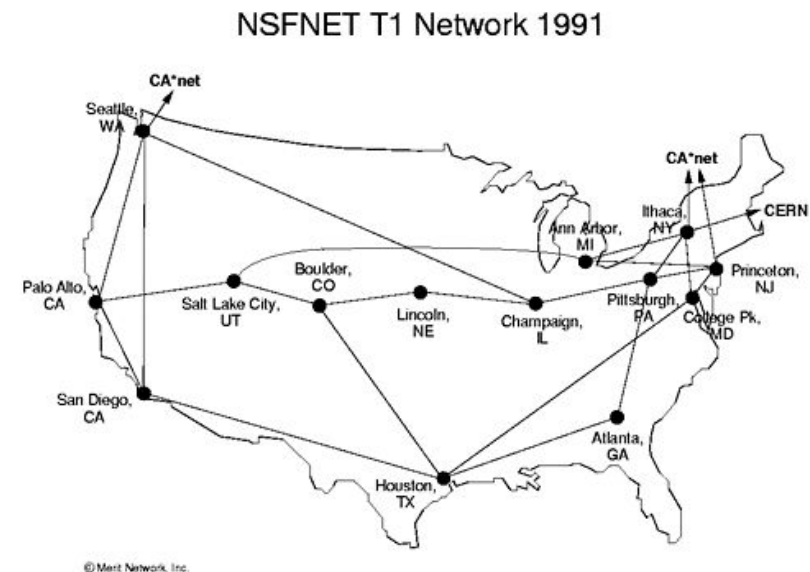 NSFNET T1 Network 1991
CA*net
Seattle,
WA
CA*net
Ithaca,
NY
CERN
Ann Arbor,
MI
Palo Alto,
CA
Salt Lake City,
UT
Boulder,
CO
Lincoln,
NE
Champaign,
IL
Pittsburgh,
PA
Princeton,
NJ
College Pk,
MD
San Diego,
CA
Atlanta,
GA
Houston,
TX
© Merit Network, Inc.